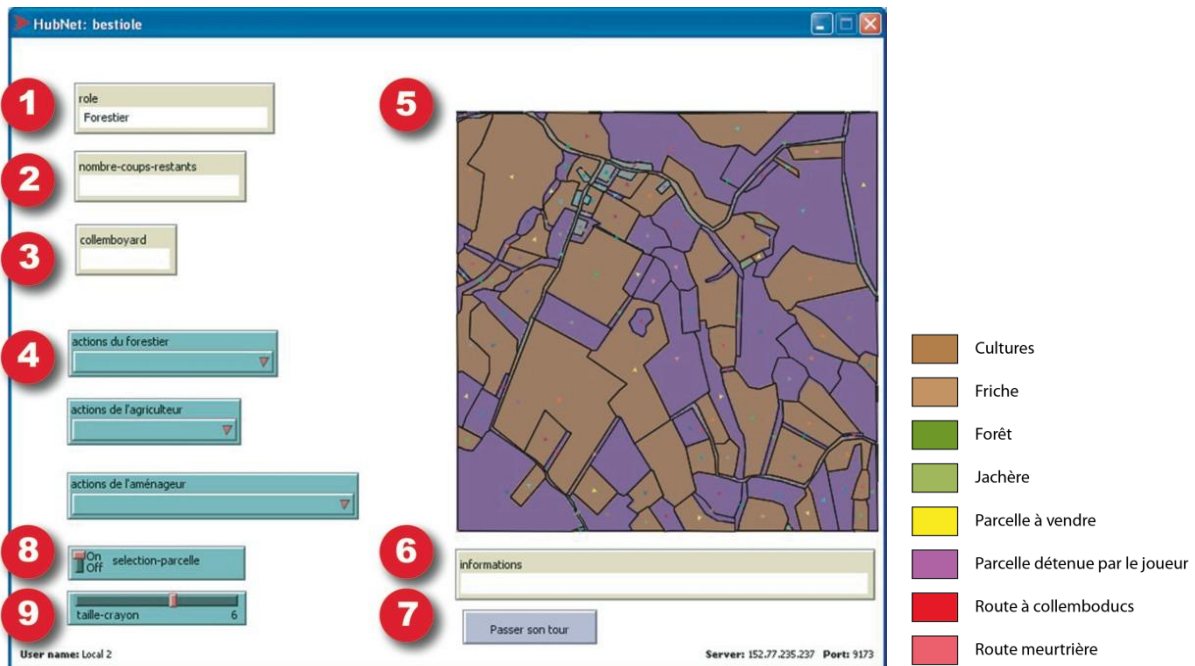 HubNet: bestiole
1
role
Forestier
2
nombre-coups-restants
3
collemboyard
4
actions du forestier
actions de l'agriculteur
actions de l'aménageur
8
On
Off
selection-parcelle
9
taille-crayon 6
User name: Local 2
5
6
informations
7
Passer son tour
Server: 152.77.235.237 Port: 9173
Cultures
Friche
Forêt
Jachère
Parcelle à vendre
Parcelle détenue par le joueur
Route à collemboducs
Route meurtrière